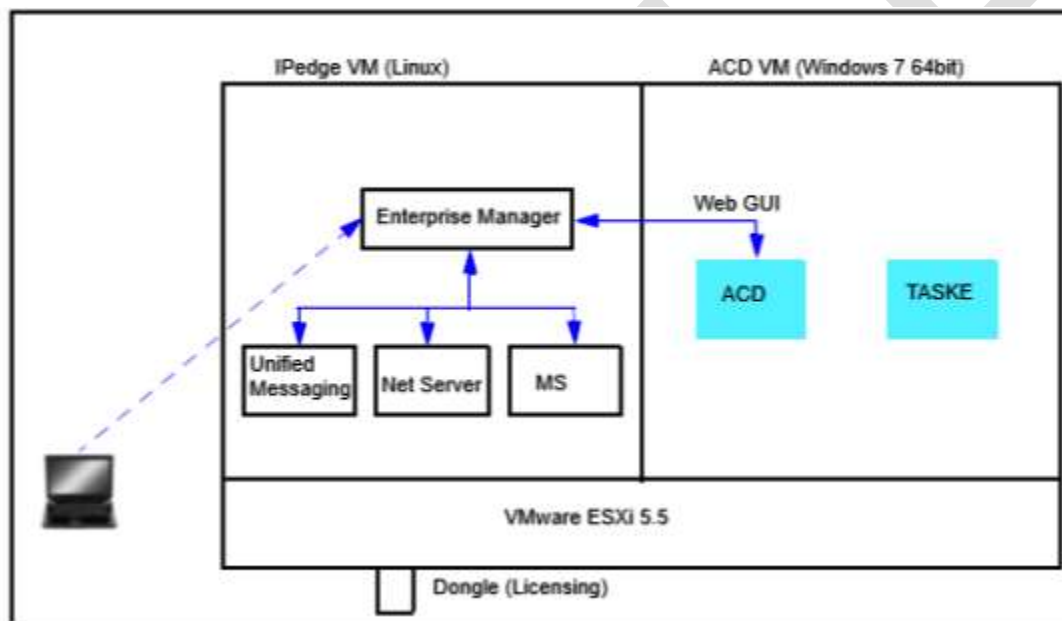 IPedge VM (Linux)
ACD VM (Windows 7 64bit)
Enterprise Manager
Web GUI
ACD
TASKE
Unified
Messaging
Net Server
MS
VMware ESXi 5.5
Dongle (Licensing)